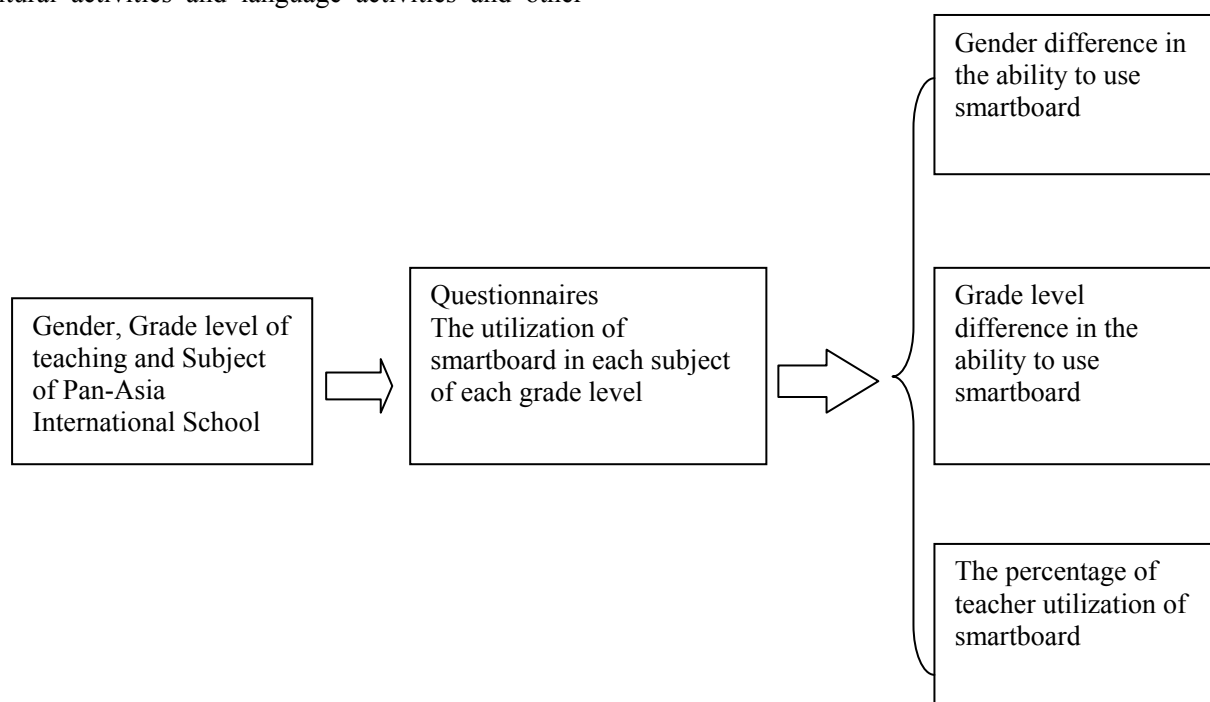 tural activities and language activities and other
Gender difference in
the ability to use
smartboard
Gender, Grade level of
teaching and Subject
of Pan-Asia
International School
Questionnaires
The utilization of
smartboard in each subject
of each grade level
Grade level
difference in the
ability to use
smartboard
The percentage of
teacher utilization of
smartboard